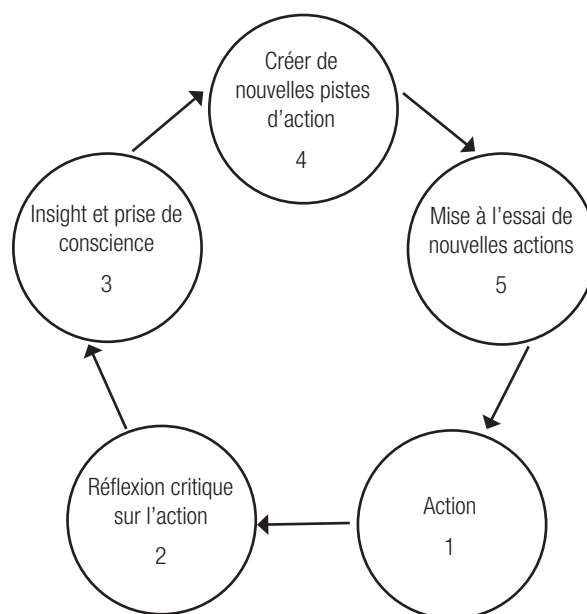 Créer de
nouvelles pistes
d’action
4
Insight et prise de
conscience
3
Mise à l’essai de
nouvelles actions
5
Réflexion critique
sur l’action
2
Action
1